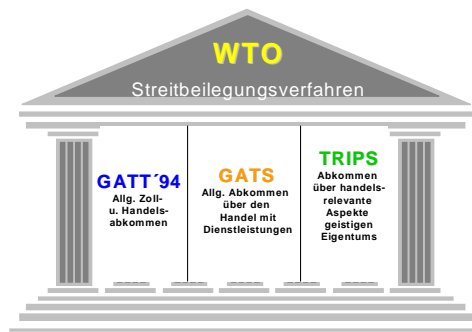 WTO
Streitbeilegungsverfahren
GATT´94
Allg. Zoll-
u. Handels-
abkommen
GATS
Allg. Abkommen
über den
Handel mit
Dienstleistungen
TRIPS
Abkommen
über handels-
relevante
Aspekte
geistigen
Eigentums